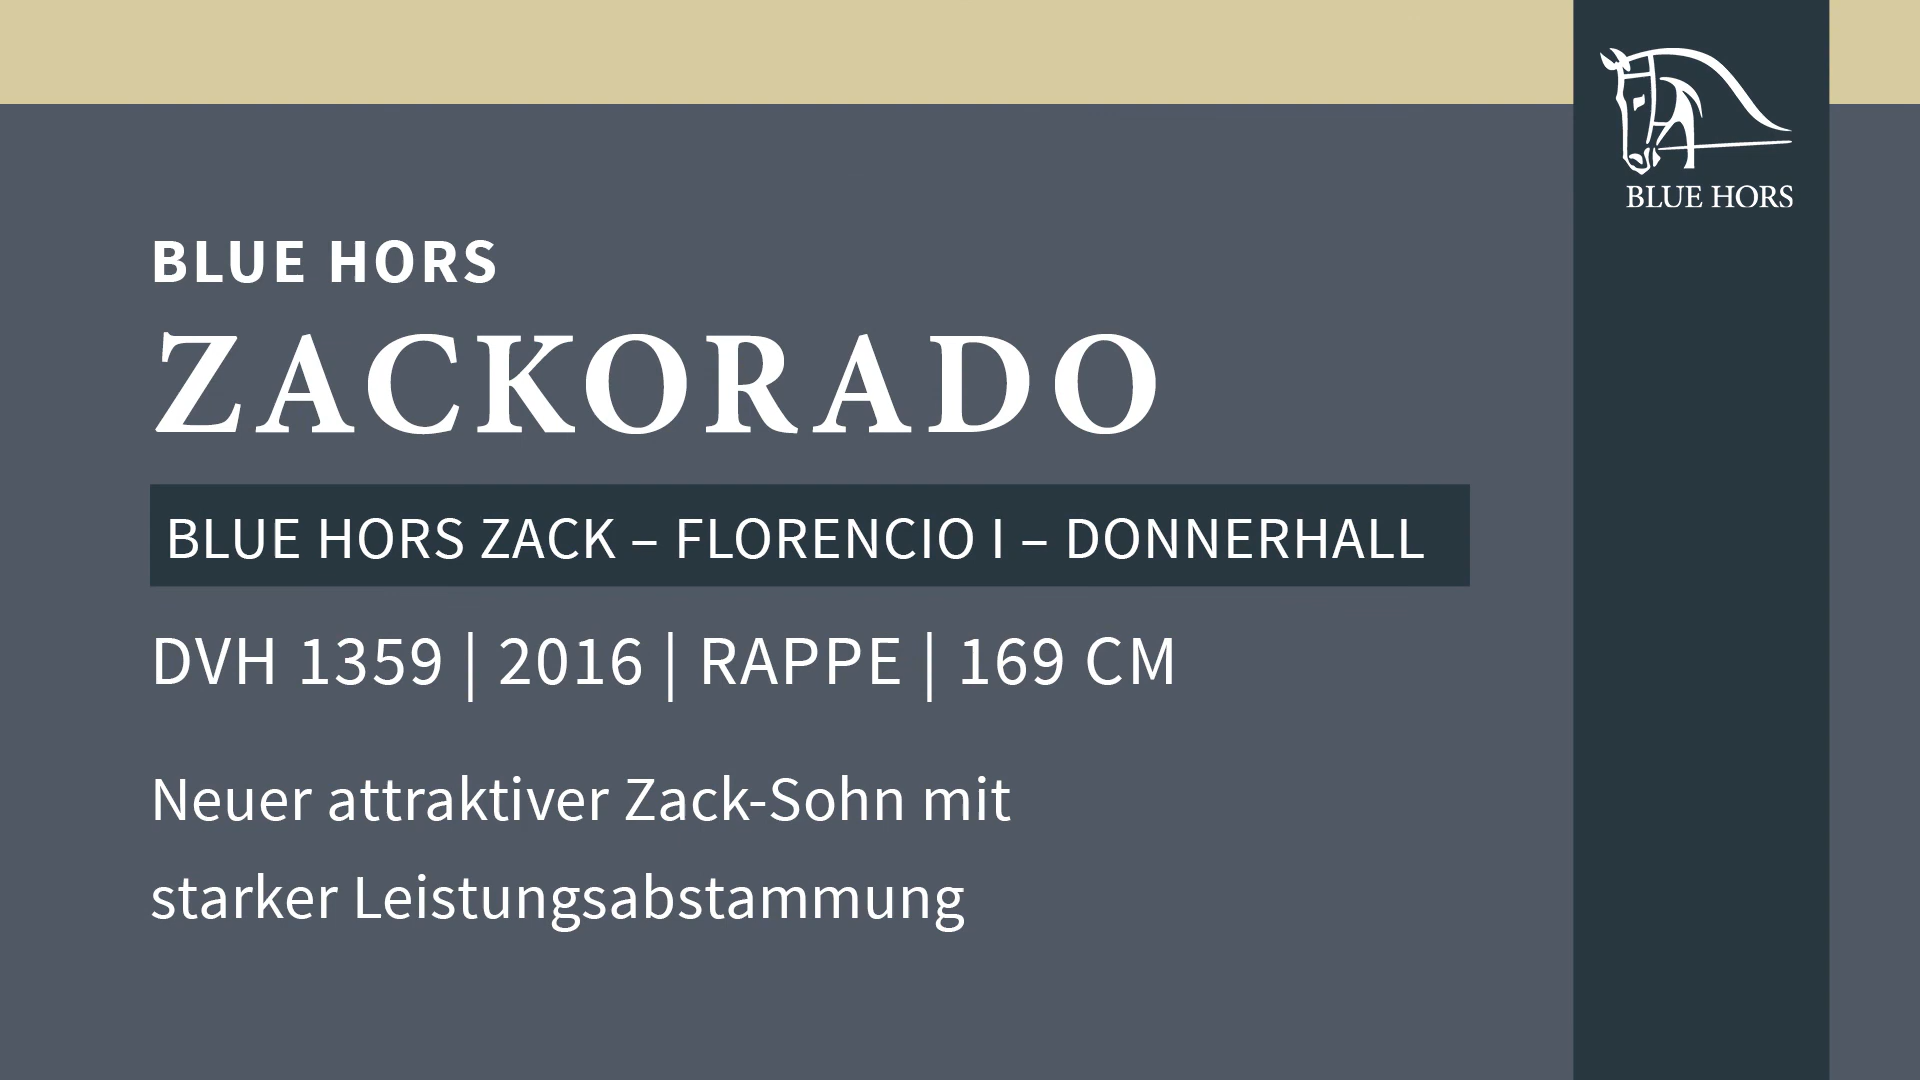 BLUE HORS
BLUE HORS
ZACKORADO
BLUE HORS ZACK – FLORENCIO I – DONNERHALL
DVH 1359 | 2016 | RAPPE | 169 CM
Neuer attraktiver Zack-Sohn mit
starker Leistungsabstammung